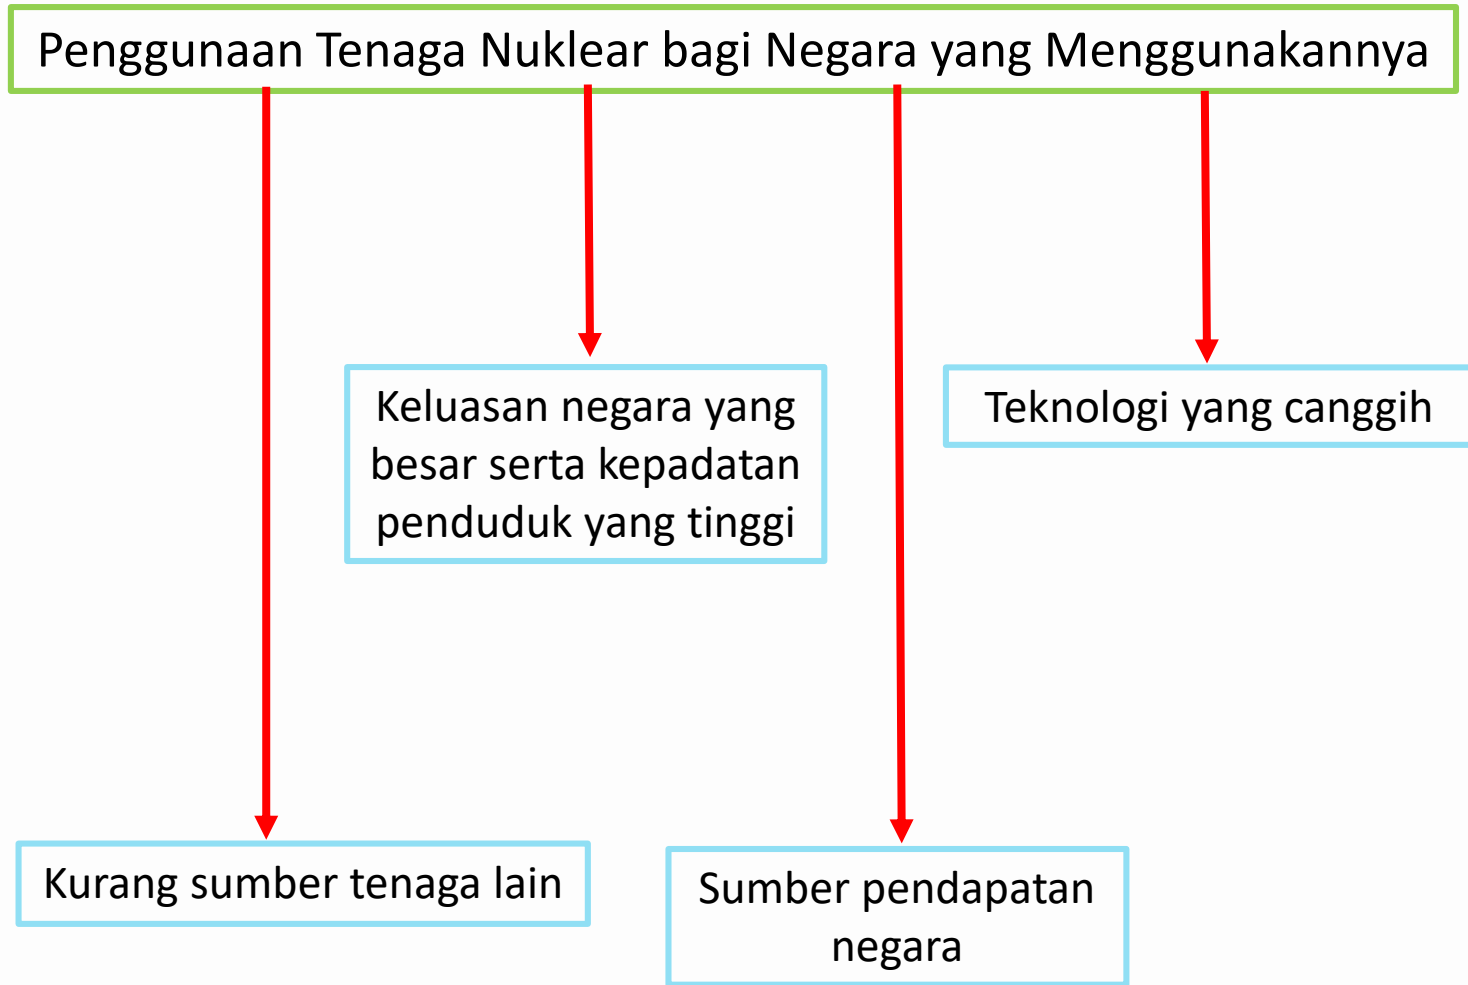 Penggunaan Tenaga Nuklear bagi Negara yang Menggunakannya
Keluasan negara yang
besar serta kepadatan
penduduk yang tinggi
Teknologi yang canggih
Kurang sumber tenaga lain
Sumber pendapatan
negara